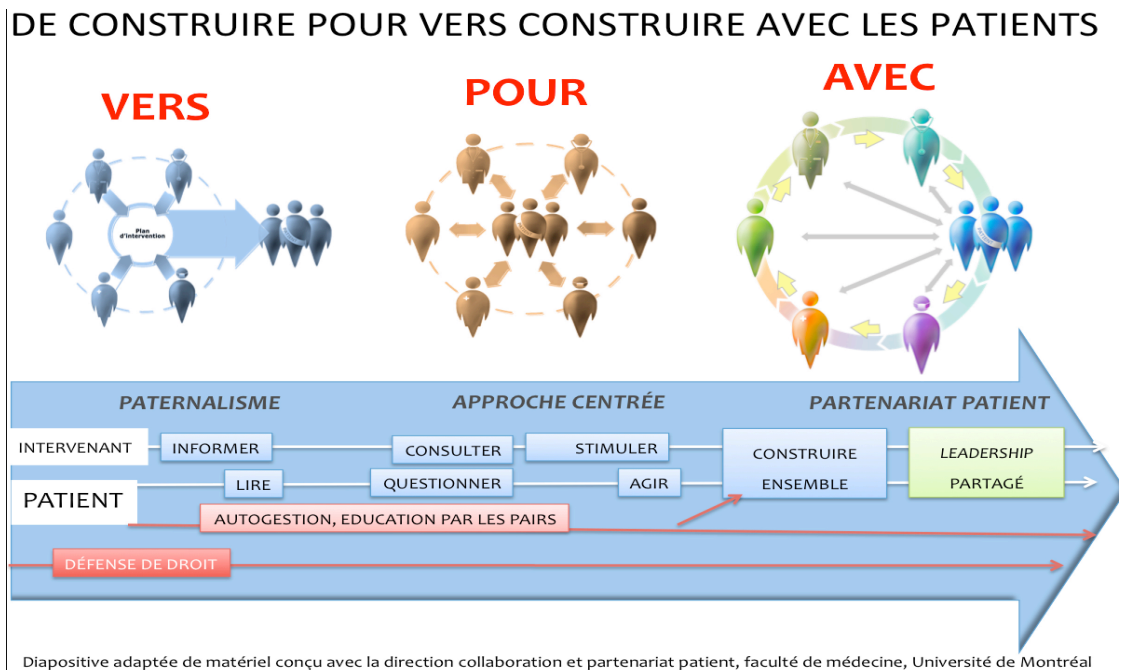 DE CONSTRUIRE POUR VERS CONSTRUIRE AVEC LES PATIENTS
VERS
POUR
AVEC
Plan
d'intervention
PATERNALISME
APPROCHE CENTRÉE
PARTENARIAT PATIENT
INTERVENANT
INFORMER
CONSULTER
STIMULER
CONSTRUIRE
ENSEMBLE
LEADERSHIP
PARTAGÉ
PATIENT
LIRE
QUESTIONNER
AGIR
AUTOGESTION, EDUCATION PAR LES PAIRS
DÉFENSE DE DROIT
Diapositive adaptée de matériel conçu avec la direction collaboration et partenariat patient, faculté de médecine, Université de Montréal